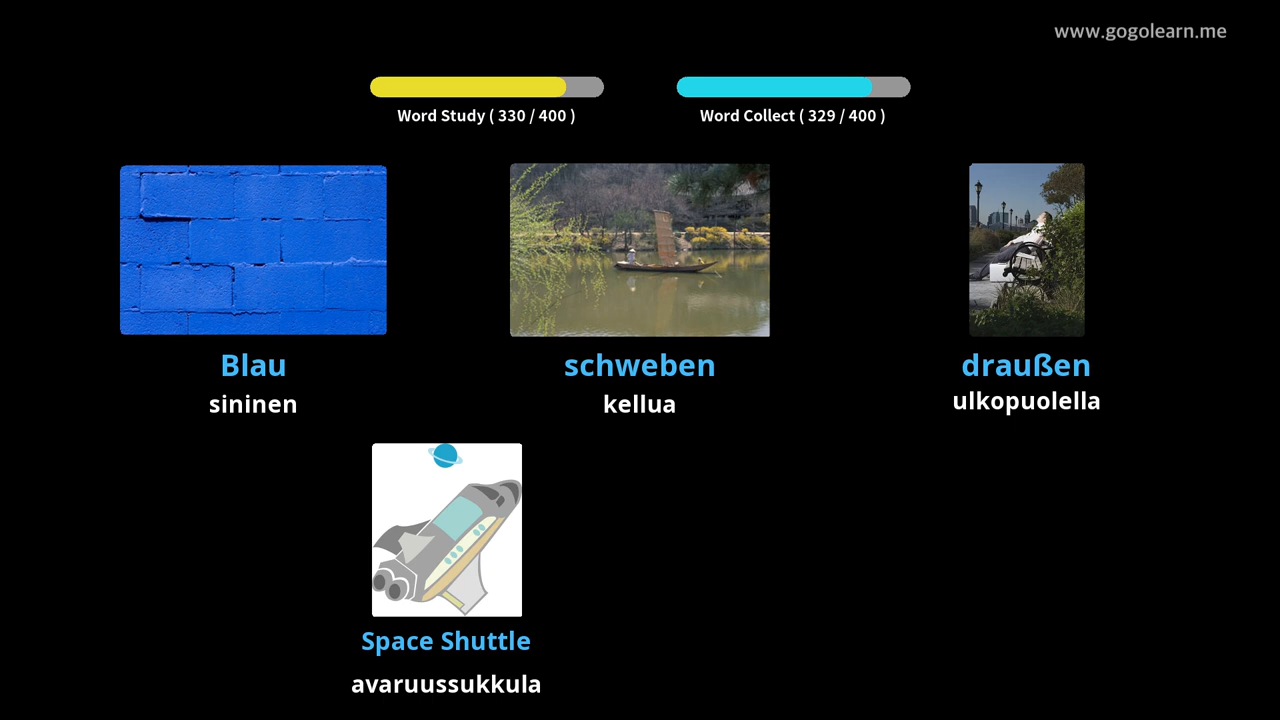 www.gogolearn.me
Word Study ( 330 / 400 )
Word Collect ( 329 / 400 )
Blau
sininen
schweben
kellua
draußen
ulkopuolella
Space Shuttle
avaruussukkula